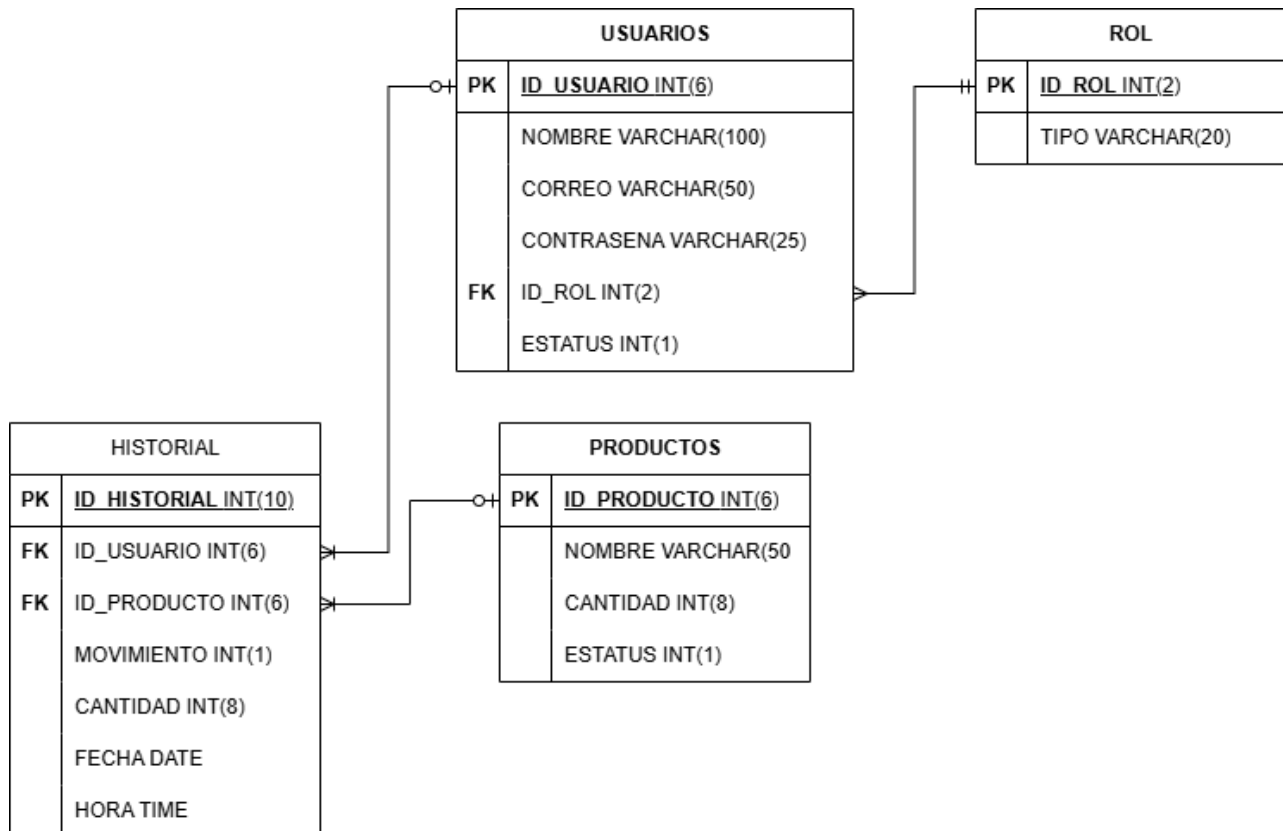 USUARIOS
PK ID_USUARIO INT(6)
NOMBRE VARCHAR(100)
CORREO VARCHAR(50)
CONTRASENA VARCHAR(25)
FK ID_ROL INT(2)
ESTATUS INT(1)
ROL
PK ID_ROL INT(2)
TIPO VARCHAR(20)
HISTORIAL
PK ID_HISTORIAL INT(10)
FK ID_USUARIO INT(6)
FK ID_PRODUCTO INT(6)
MOVIMIENTO INT(1)
CANTIDAD INT(8)
FECHA DATE
HORA TIME
PRODUCTOS
PK ID_PRODUCTO INT(6)
NOMBRE VARCHAR(50
CANTIDAD INT(8)
ESTATUS INT(1)